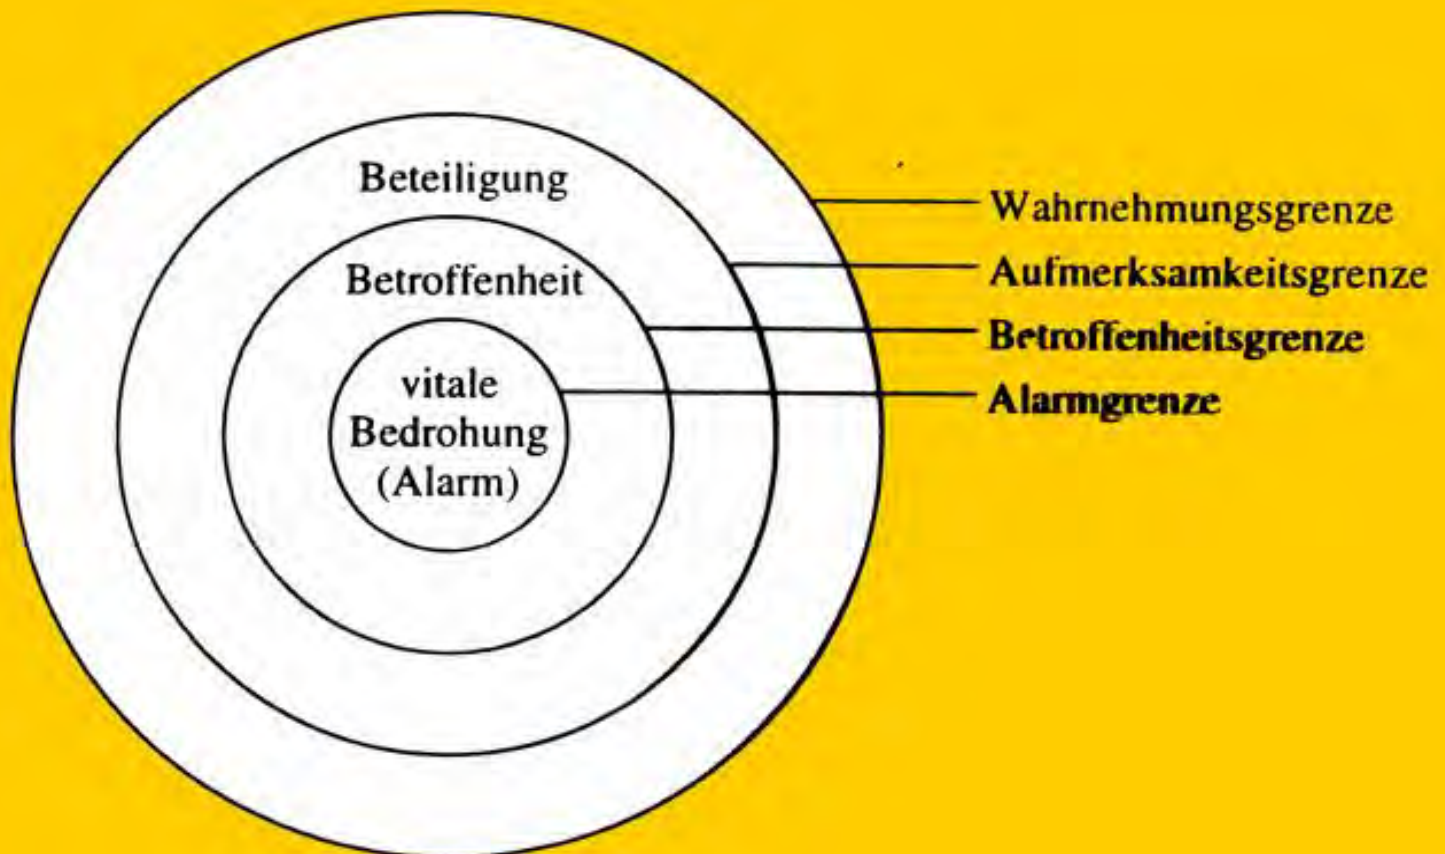 Beteiligung
Betroffenheit
vitale
Bedrohung
(Alarm)
Wahrnehmungsgrenze
Aufmerksamkeitsgrenze
Betroffenheitsgrenze
Alarmgrenze